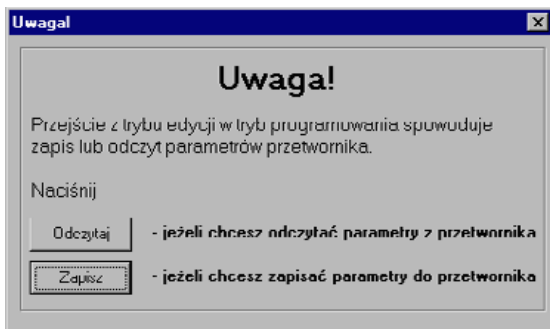 Uwaga!
Uwaga!
Przejście z trybu edycji w tryb programowania spowoduje
zapis lub odczyt parametrów przetwornika.
Naciśnij
Odczytaj - jeżeli chcesz odczytać parametry z przetwornika
Zapisz - jeżeli chcesz zapisać parametry do przetwornika